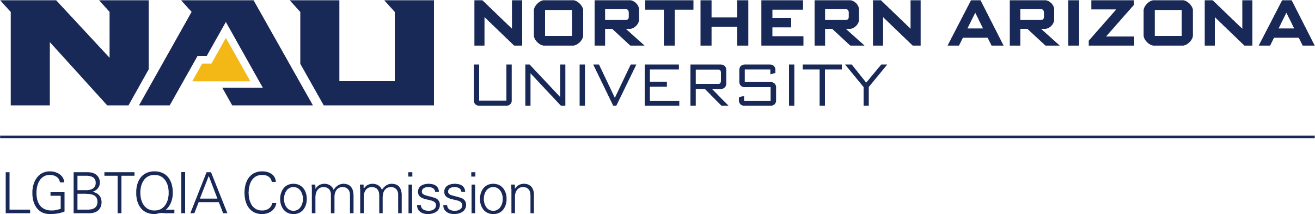 NAU NORTHERN ARIZONA
UNIVERSITY
LGBTQIA Commission